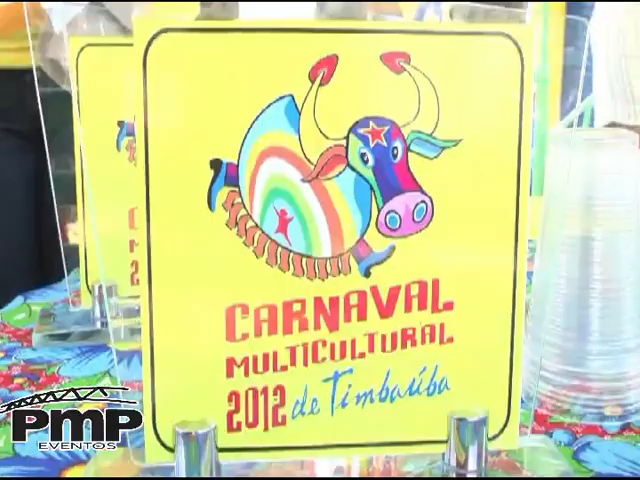 CARNAVAL
MULTICULTURAL
2012 de Timbaúba
PMP
EVENTOS